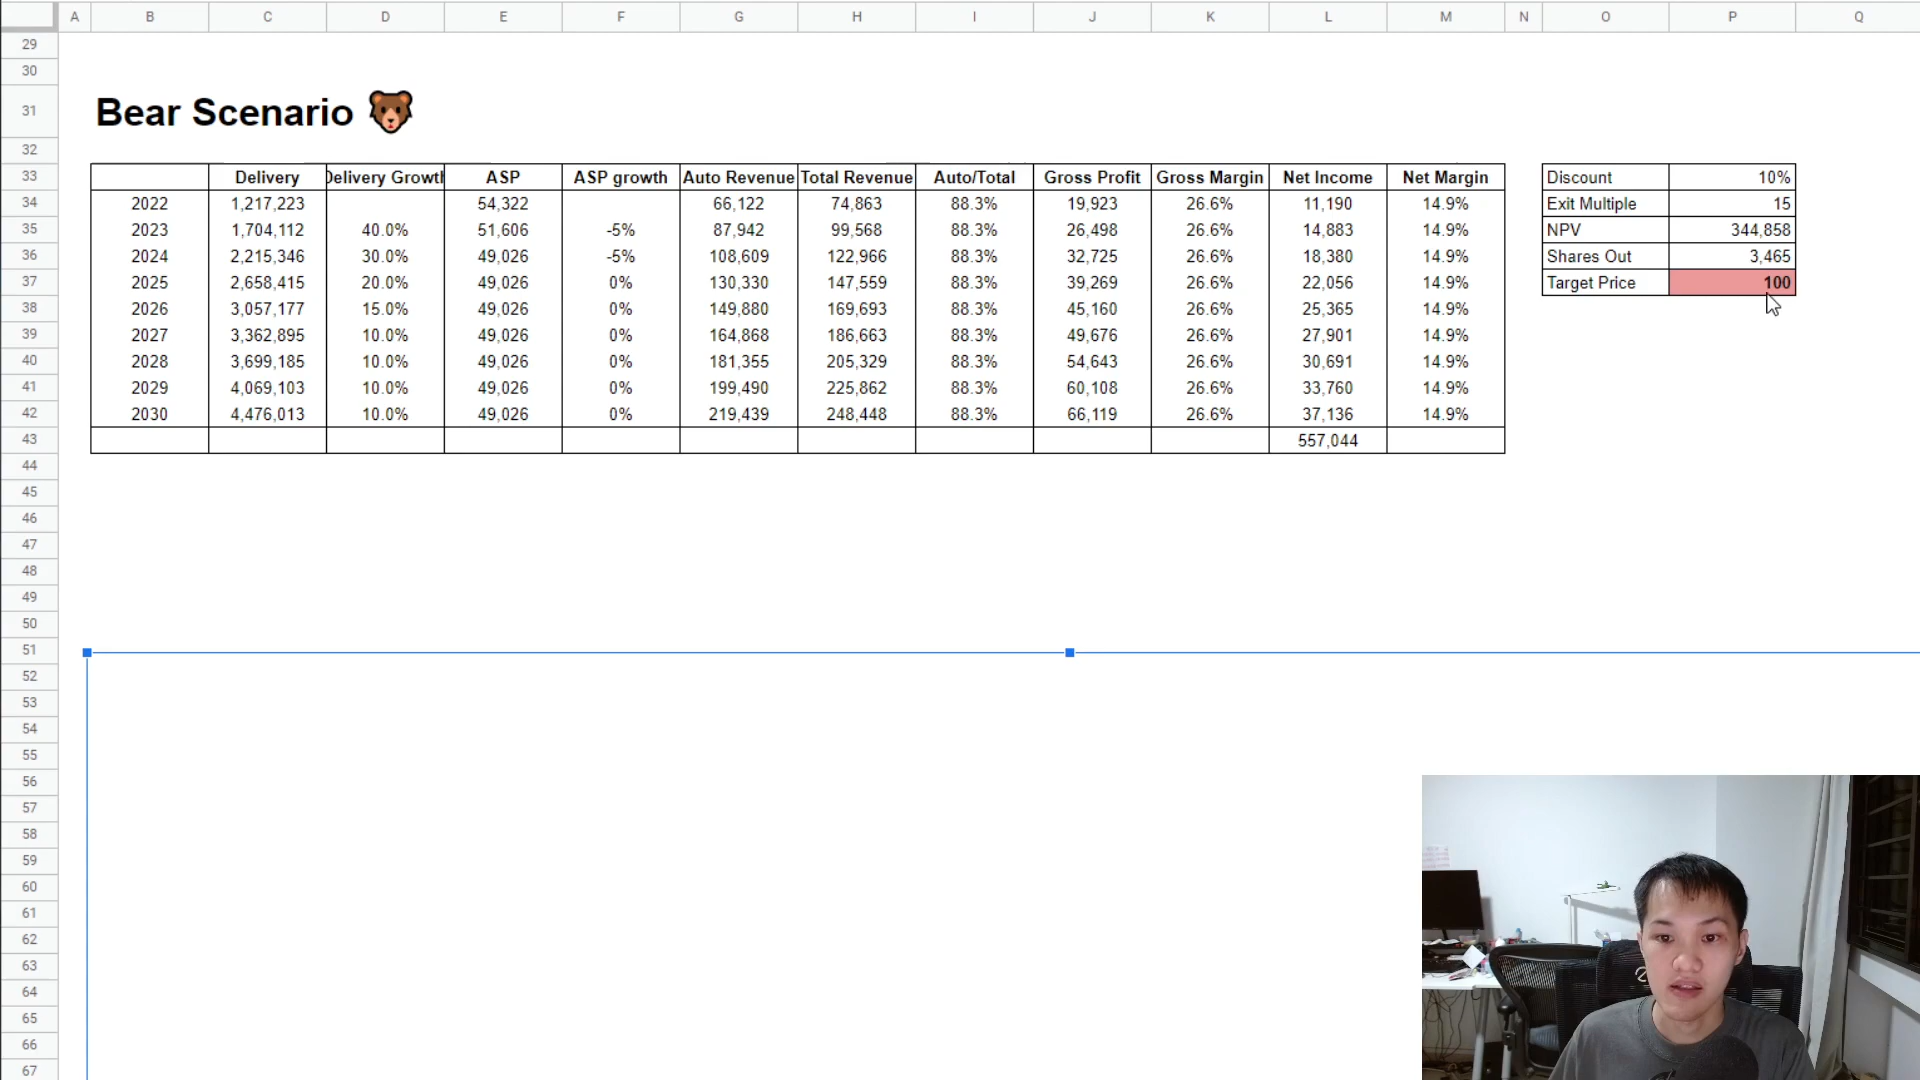 A B C D E F G H I J K L M N O P Q
29
30
31 Bear Scenario 🐻
32
33 Delivery Delivery Growth ASP ASP growth Auto Revenue Total Revenue Auto/Total Gross Profit Gross Margin Net Income Net Margin Discount 10%
34 2022 1,217,223 54,322 66,122 74,863 88.3% 19,923 26.6% 11,190 14.9% Exit Multiple 15
35 2023 1,704,112 40.0% 51,606 -5% 87,942 99,568 88.3% 26,498 26.6% 14,883 14.9% NPV 344,858
36 2024 2,215,346 30.0% 49,026 -5% 108,609 122,966 88.3% 32,725 26.6% 18,380 14.9% Shares Out 3,465
37 2025 2,658,415 20.0% 49,026 0% 130,330 147,559 88.3% 39,269 26.6% 22,056 14.9% Target Price 100
38 2026 3,057,177 15.0% 49,026 0% 149,880 169,693 88.3% 45,160 26.6% 25,365 14.9%
39 2027 3,362,895 10.0% 49,026 0% 164,868 186,663 88.3% 49,676 26.6% 27,901 14.9%
40 2028 3,699,185 10.0% 49,026 0% 181,355 205,329 88.3% 54,643 26.6% 30,691 14.9%
41 2029 4,069,103 10.0% 49,026 0% 199,490 225,862 88.3% 60,108 26.6% 33,760 14.9%
42 2030 4,476,013 10.0% 49,026 0% 219,439 248,448 88.3% 66,119 26.6% 37,136 14.9%
43 557,044
44
45
46
47
48
49
50
51
52
53
54
55
56
57
58
59
60
61
62
63
64
65
66
67